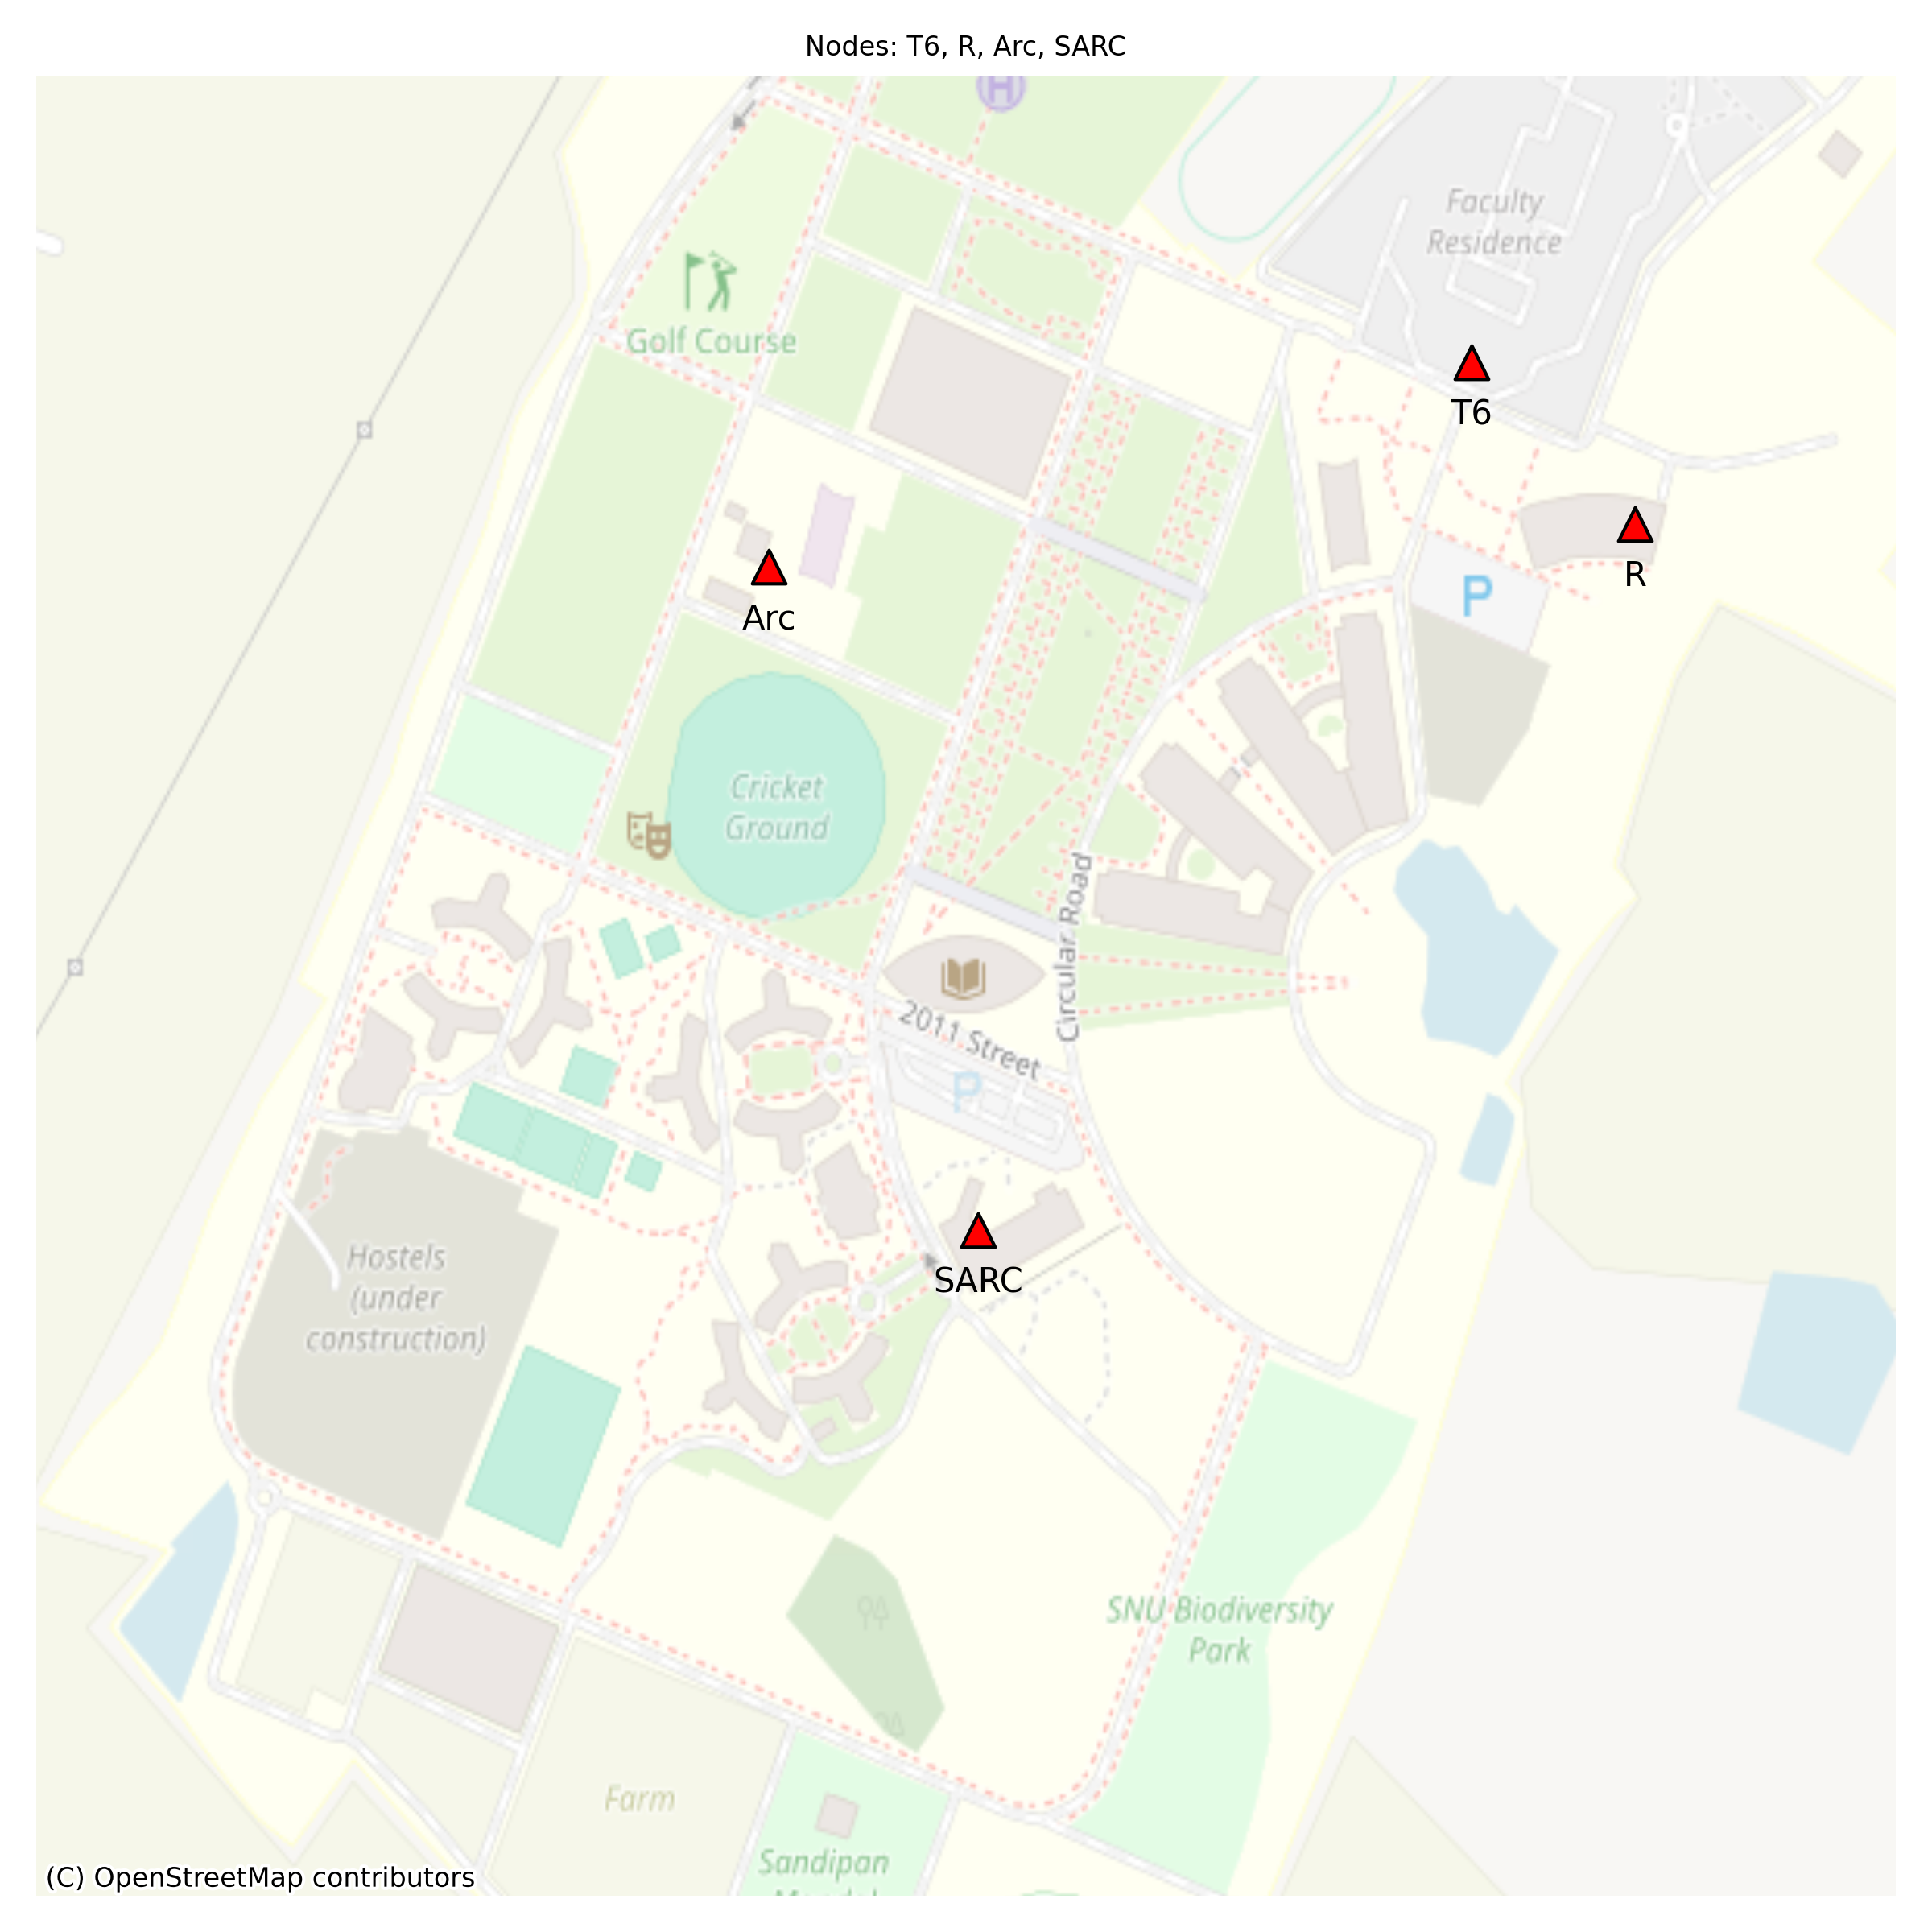 Nodes: T6, R, Arc, SARC
H
Faculty
Residence
Golf Course
T6
R
P
Arc
Cricket
Ground
Circular Road
2011 Street
P
SARC
Hostels
(under
construction)
SNU Biodiversity
Park
Farm
Sandipan
(C) OpenStreetMap contributors